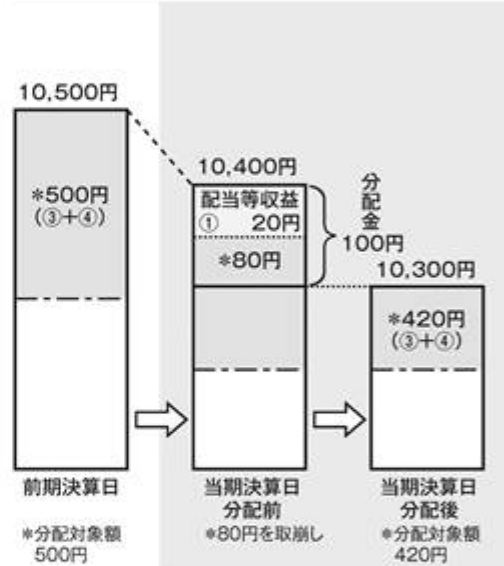 10,500円
*500円
(③+④)
10,400円
配当等収益
① 20円
*80円
分配金
100円
10,300円
*420円
(③+④)
前期決算日
*分配対象額
500円
当期決算日
分配前
*80円を取崩し
当期決算日
分配後
*分配対象額
420円